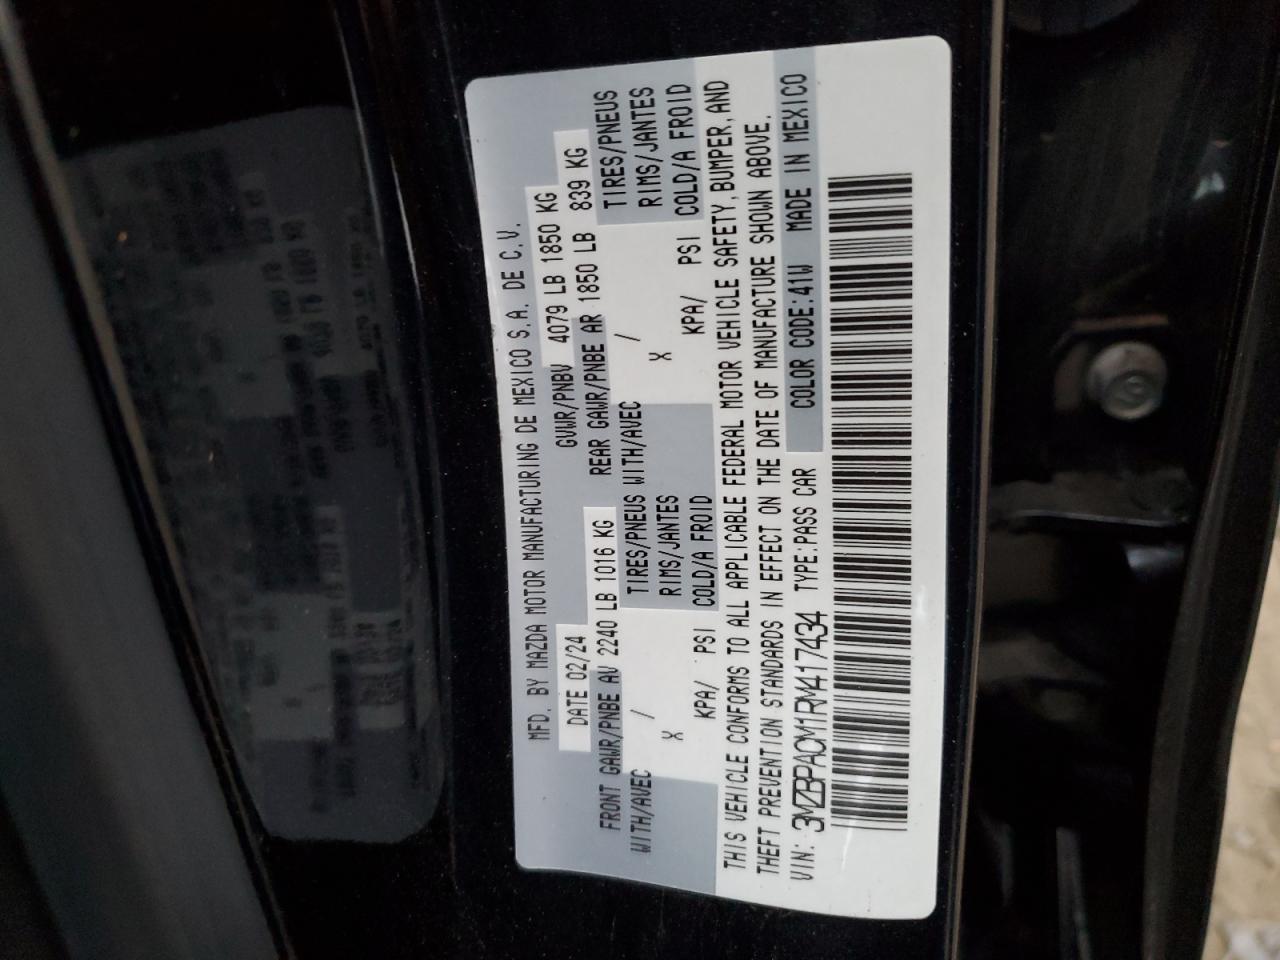 MFD. BY MAZDA MOTOR MANUFACTURING DE MEXICO S.A. DE C.V.
DATE 02/24 GVWR/PNBV 4079 LB 1850 KG
FRONT GAWR/PNBE AV 2240 LB 1016 KG REAR GAWR/PNBE AR 1850 LB 839 KG
WITH/AVEC / TIRES/PNEUS WITH/AVEC / TIRES/PNEUS
X RIMS/JANTES X RIMS/JANTES
KPA/ PSI COLD/A FROID KPA/ PSI COLD/A FROID
THIS VEHICLE CONFORMS TO ALL APPLICABLE FEDERAL MOTOR VEHICLE SAFETY, BUMPER, AND
THEFT PREVENTION STANDARDS IN EFFECT ON THE DATE OF MANUFACTURE SHOWN ABOVE.
VIN: 3MZBPACM1RM417434 TYPE:PASS CAR COLOR CODE:41W MADE IN MEXICO